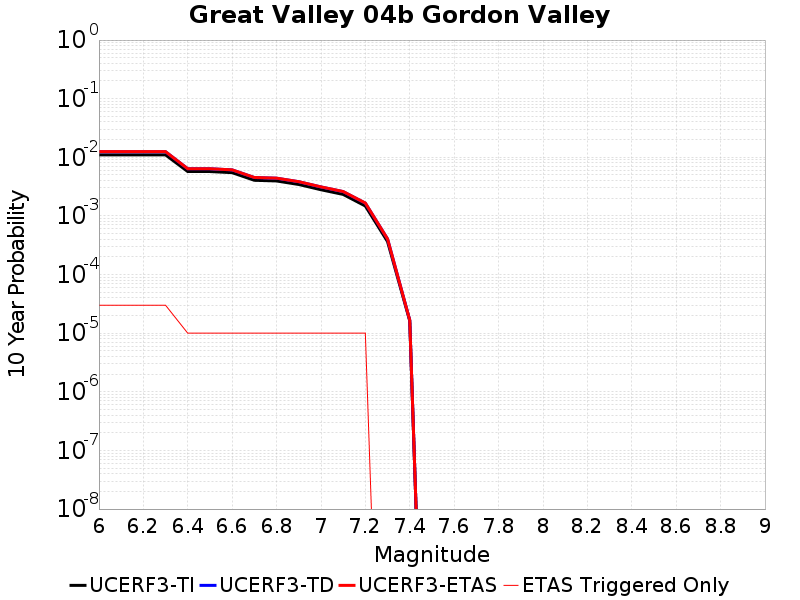 Great Valley 04b Gordon Valley
10 Year Probability
10^0
10^-1
10^-2
10^-3
10^-4
10^-5
10^-6
10^-7
10^-8
6 6.2 6.4 6.6 6.8 7 7.2 7.4 7.6 7.8 8 8.2 8.4 8.6 8.8 9
Magnitude
UCERF3-TI UCERF3-TD UCERF3-ETAS ETAS Triggered Only